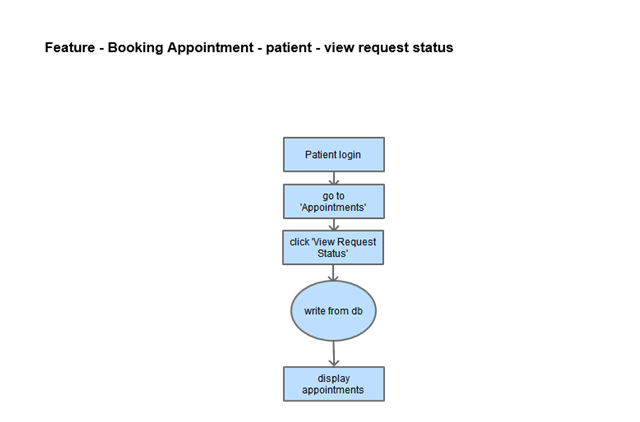 Feature - Booking Appointment - patient - view request status
Patient login
go to
'Appointments'
click 'View Request
Status'
write from db
display
appointments